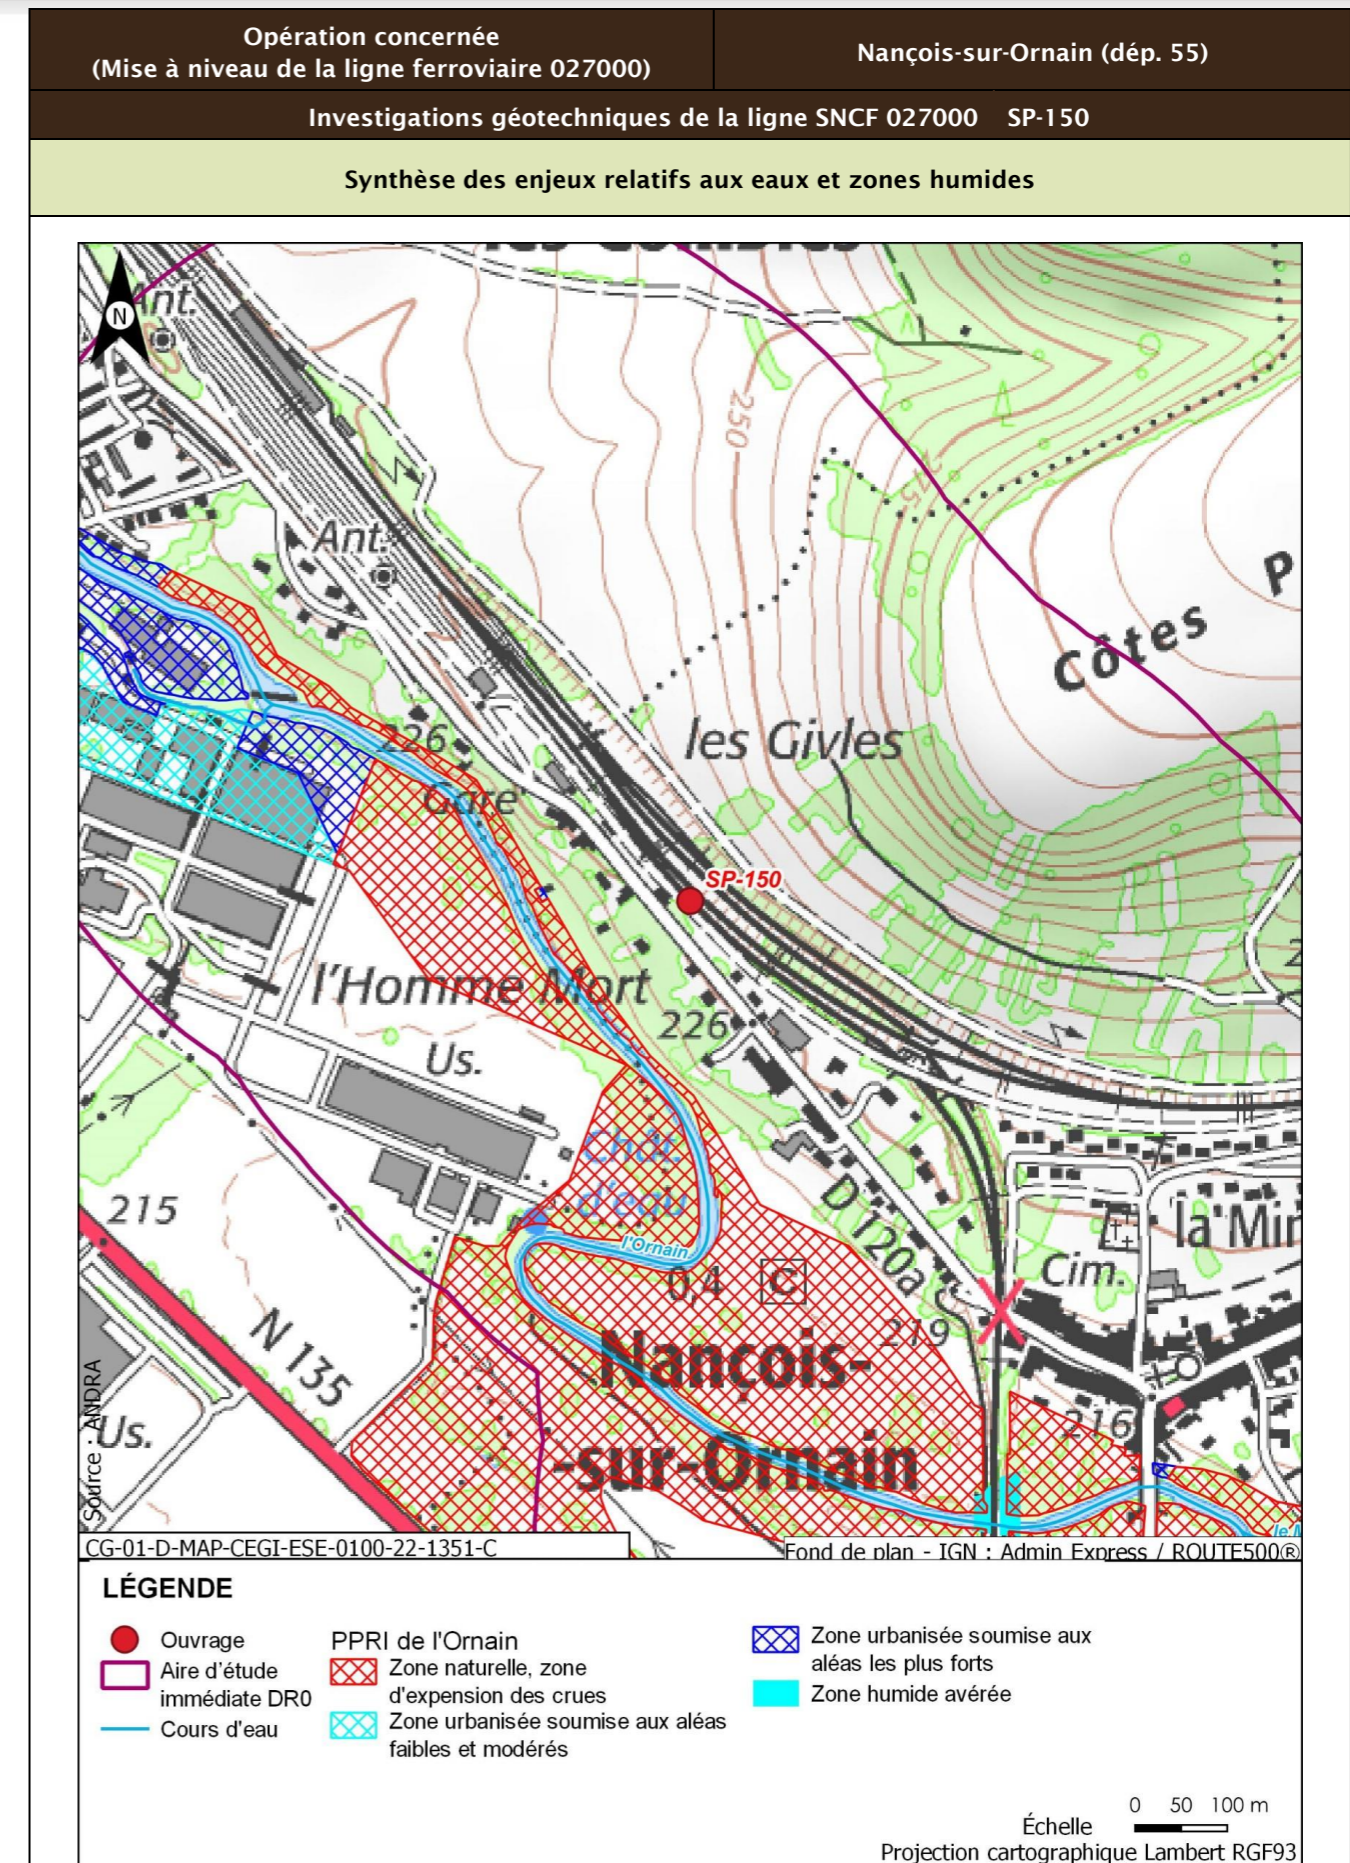 Opération concernée
(Mise à niveau de la ligne ferroviaire 027000)
Nançois-sur-Ornain (dép. 55)
Investigations géotechniques de la ligne SNCF 027000 SP-150
Synthèse des enjeux relatifs aux eaux et zones humides
N
Ant.
250
275
Ant.
P
Côtes
les Givles
226
Gare
SP-150
l'Homme Mort
226
Us.
Chât.
d'eau
215
D120a
la Min
l'Ornain
Cim.
0,4
C
219
N 135
Nançois-
-sur-Ornain
216
Us.
Source : ANDRA
CG-01-D-MAP-CEGI-ESE-0100-22-1351-C
Fond de plan - IGN : Admin Express / ROUTE500®
LÉGENDE
Ouvrage
Aire d'étude
immédiate DR0
Cours d'eau
PPRI de l'Ornain
Zone naturelle, zone
d'expension des crues
Zone urbanisée soumise aux aléas
faibles et modérés
Zone urbanisée soumise aux
aléas les plus forts
Zone humide avérée
0 50 100 m
Échelle
Projection cartographique Lambert RGF93